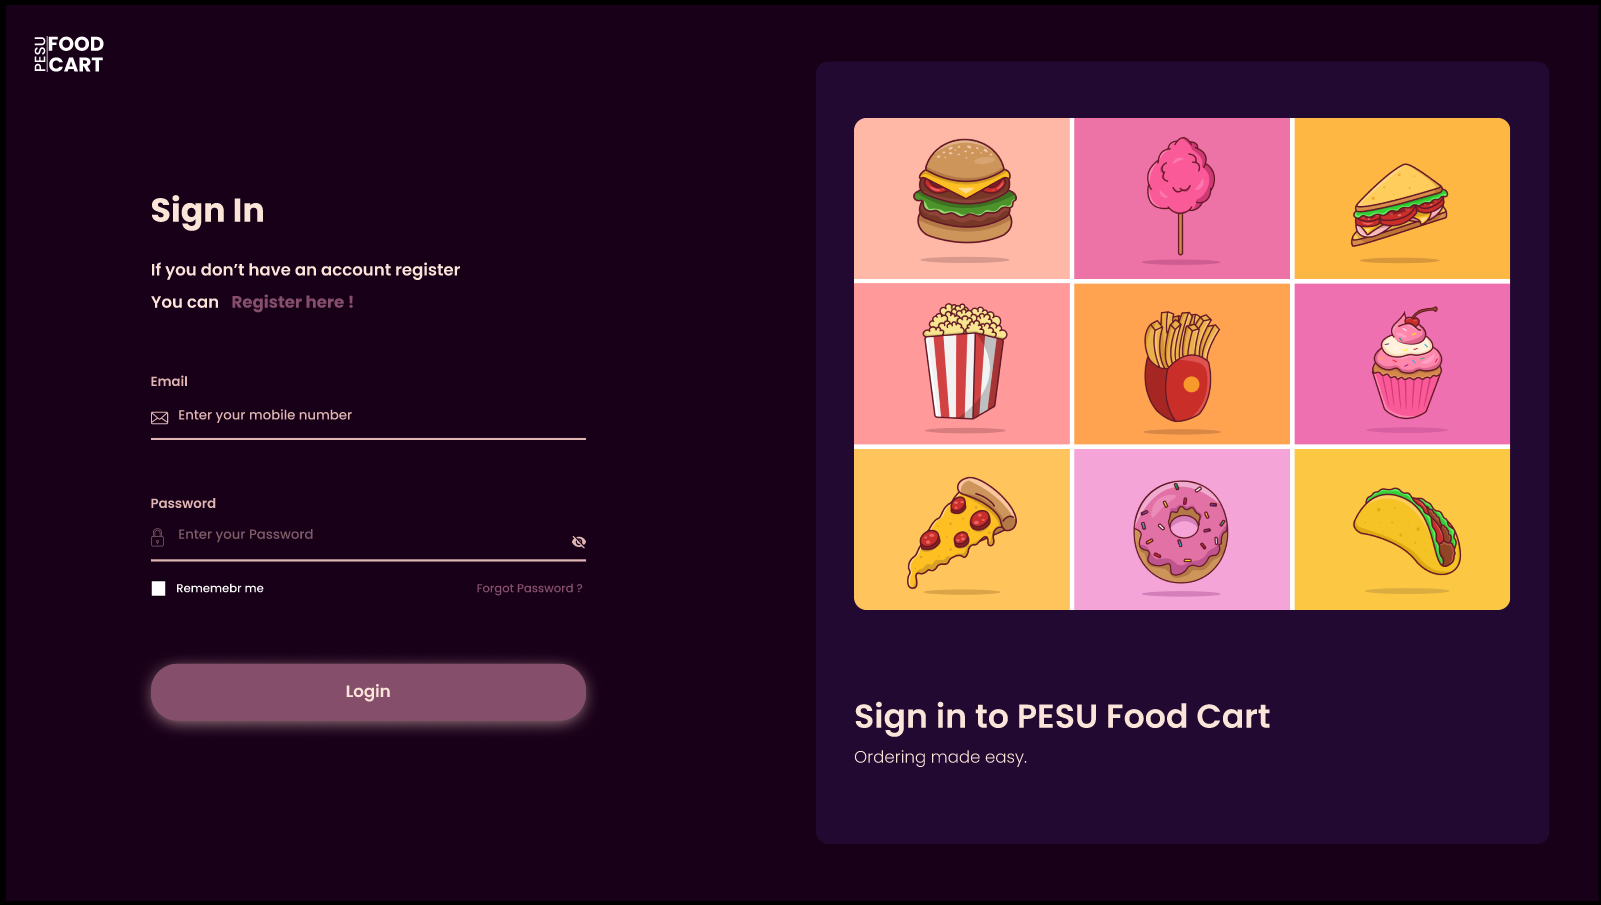 PESU
FOOD
CART
Sign In
If you don’t have an account register
You can Register here !
Email
Enter your mobile number
Password
Enter your Password
Rememebr me
Forgot Password ?
Login
Sign in to PESU Food Cart
Ordering made easy.